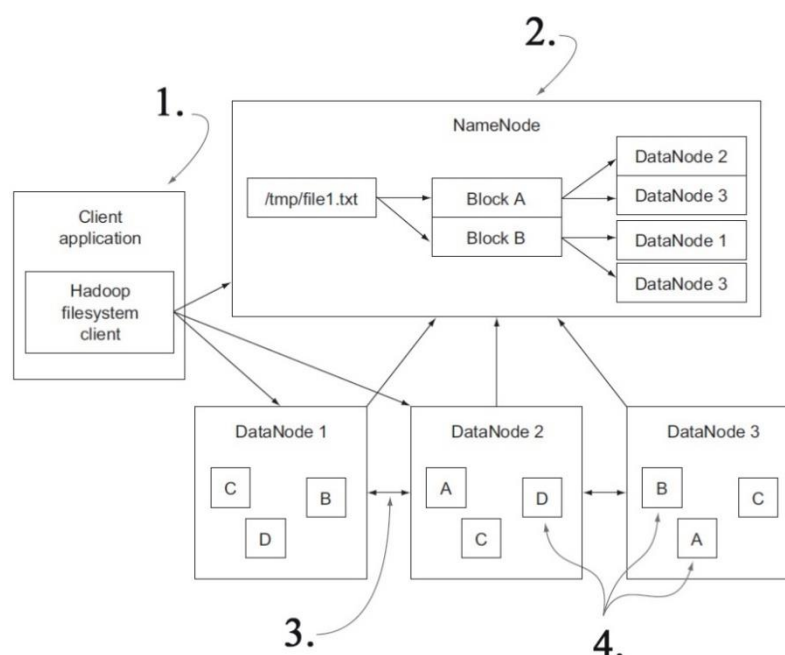 2.
1.
NameNode
DataNode 2
/tmp/file1.txt
Block A
DataNode 3
Client
application
Block B
DataNode 1
Hadoop
filesystem
client
DataNode 3
DataNode 1
DataNode 2
DataNode 3
C
B
D
A
D
C
B
C
A
3.
4.